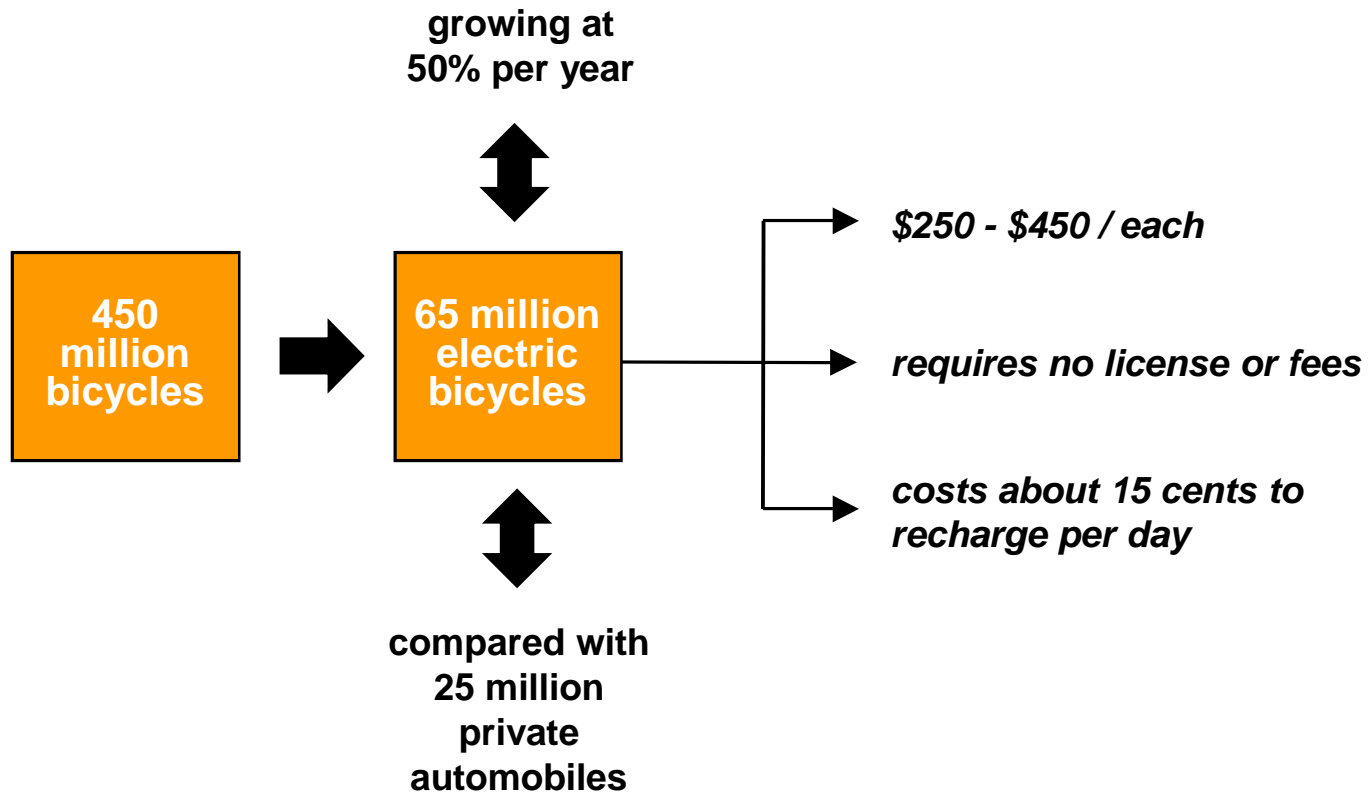 growing at
50% per year
450
million
bicycles
65 million
electric
bicycles
$250 - $450 / each
requires no license or fees
costs about 15 cents to
recharge per day
compared with
25 million
private
automobiles